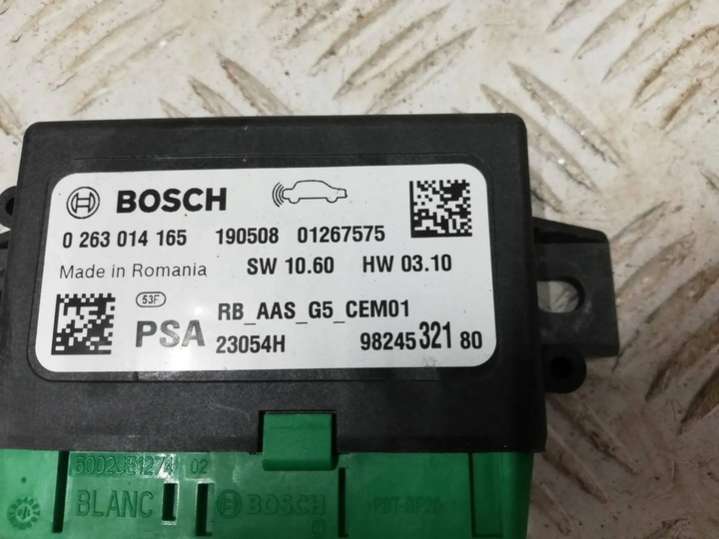 BOSCH
0 263 014 165 190508 01267575
Made in Romania SW 10.60 HW 03.10
53F RB_AAS_G5_CEM01
PSA 23054H 98245 321 80
02
BLANC BOSCH